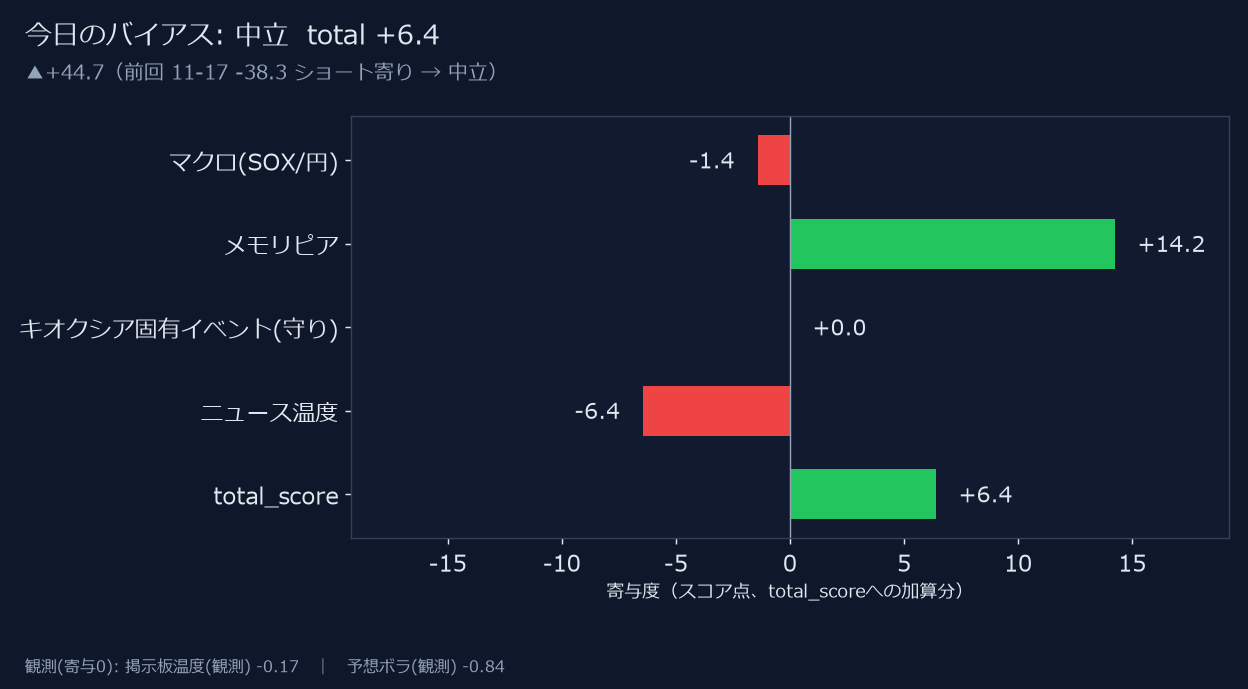 今日のバイアス: 中立  total +6.4
▲+44.7（前回 11-17 -38.3 ショート寄り → 中立）
マクロ(SOX/円)
-1.4
メモリピア
+14.2
キオクシア固有イベント(守り)
+0.0
ニュース温度
-6.4
total_score
+6.4
-15 -10 -5 0 5 10 15
寄与度（スコア点、total_scoreへの加算分）
観測(寄与0): 掲示板温度(観測) -0.17 ｜ 予想ボラ(観測) -0.84